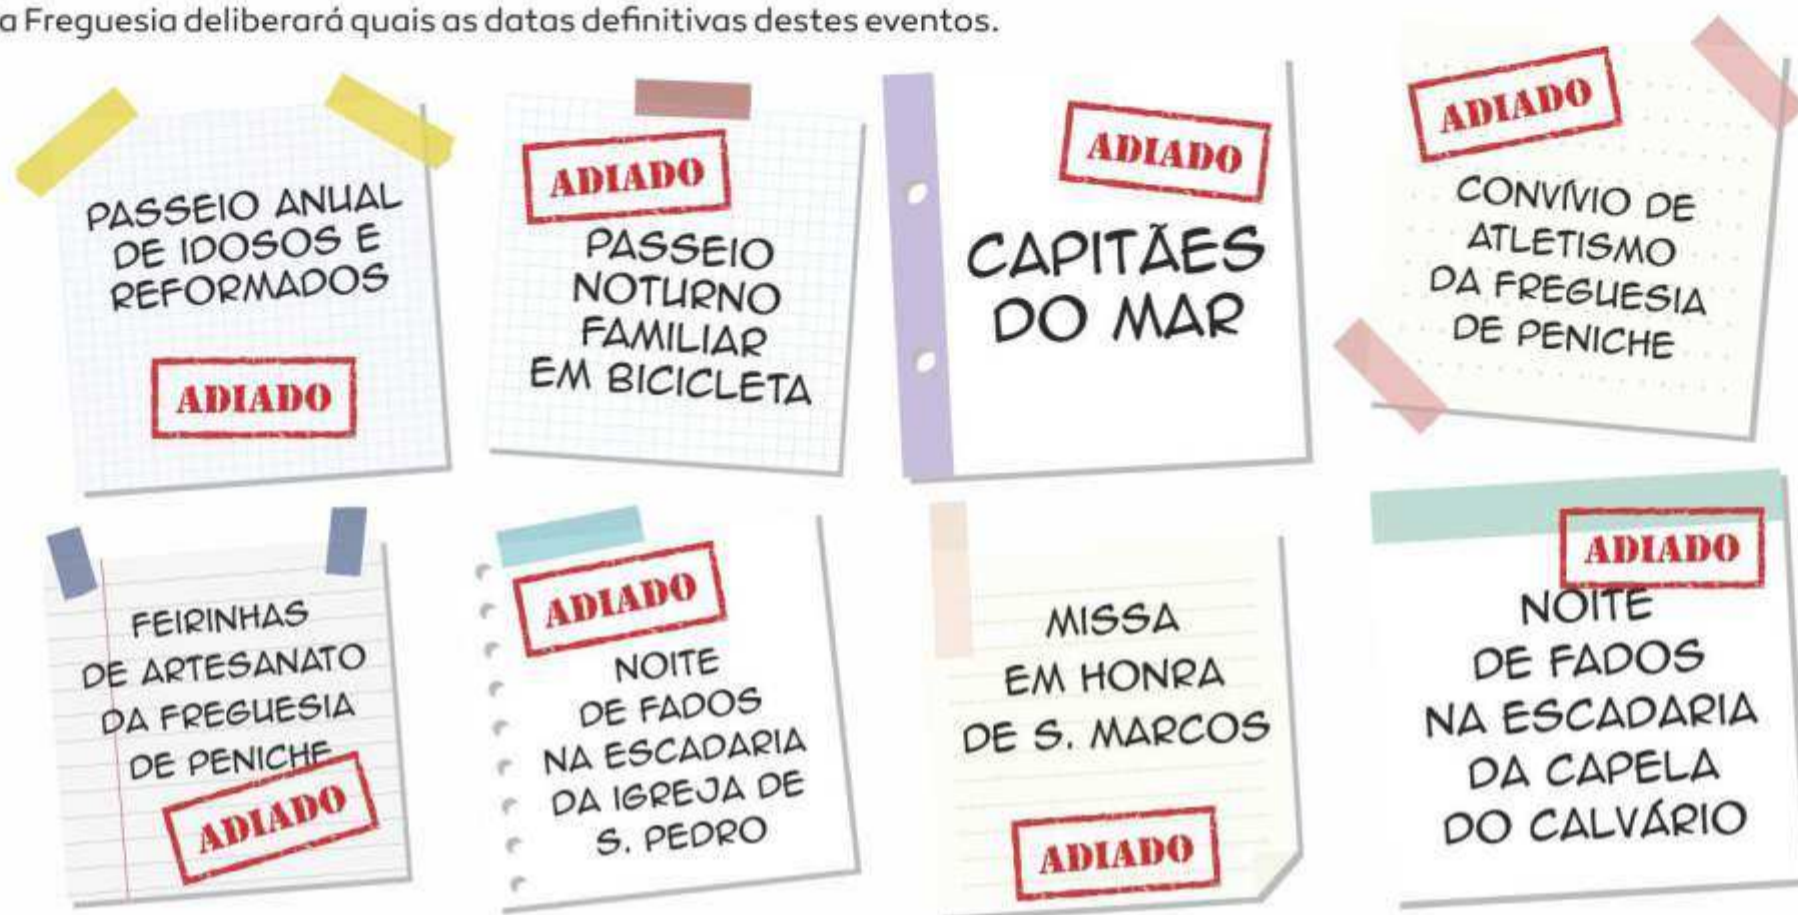 a Freguesia deliberará quais as datas definitivas destes eventos.
PASSEIO ANUAL
DE IDOSOS E
REFORMADOS
ADIADO
ADIADO
PASSEIO
NOTURNO
FAMILIAR
EM BICICLETA
ADIADO
CAPITÃES
DO MAR
ADIADO
CONVÍVIO DE
ATLETISMO
DA FREGUESIA
DE PENICHE
FEIRINHAS
DE ARTESANATO
DA FREGUESIA
DE PENICHE
ADIADO
ADIADO
NOITE
DE FADOS
NA ESCADARIA
DA IGREJA DE
S. PEDRO
MISSA
EM HONRA
DE S. MARCOS
ADIADO
ADIADO
NOITE
DE FADOS
NA ESCADARIA
DA CAPELA
DO CALVÁRIO